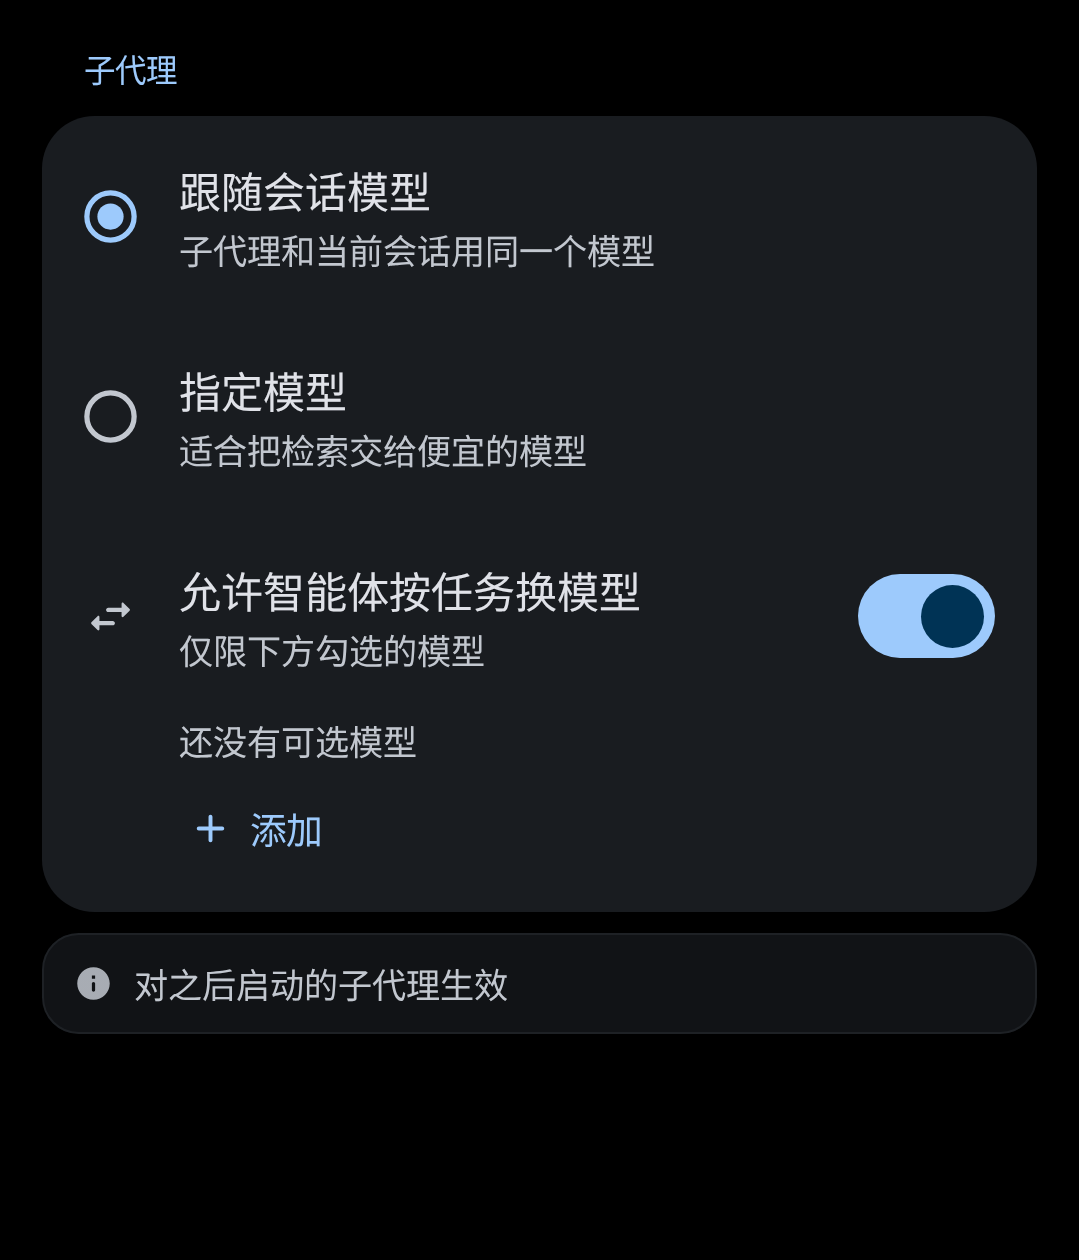 子代理
跟随会话模型
子代理和当前会话用同一个模型
指定模型
适合把检索交给便宜的模型
允许智能体按任务换模型
仅限下方勾选的模型
还没有可选模型
添加
对之后启动的子代理生效